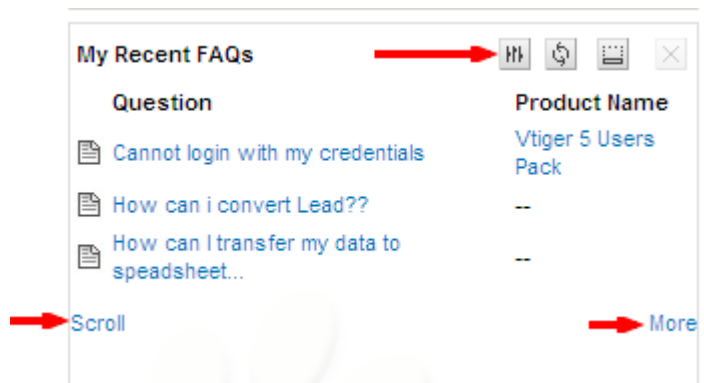 My Recent FAQs
Question Product Name
Cannot login with my credentials Vtiger 5 Users
Pack
How can i convert Lead?? --
How can I transfer my data to
speadsheet... --
Scroll More